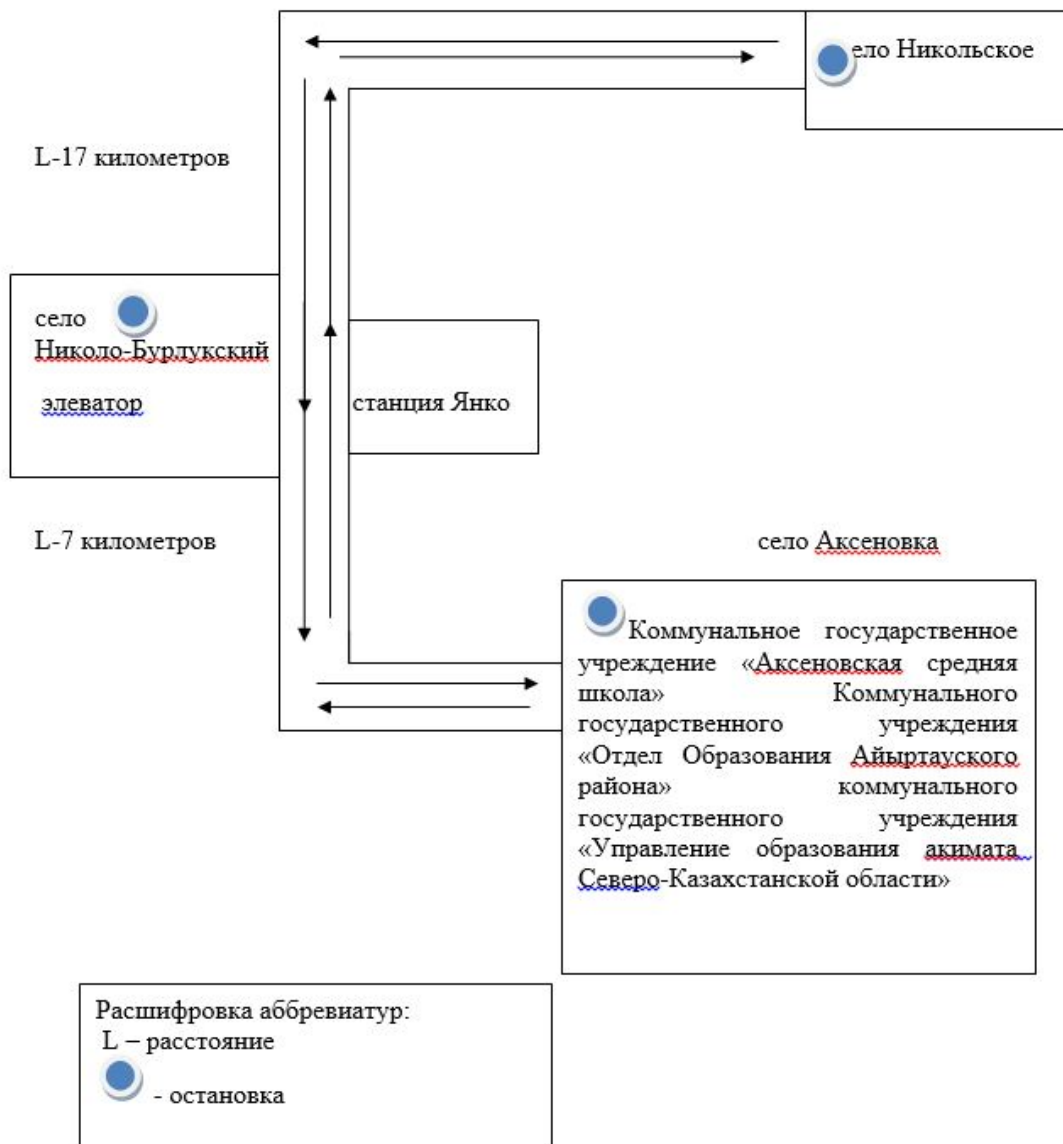 ело Никольское
L-17 километров
село
Николо-Бурлукский
элеватор
станция Янко
L-7 километров
село Аксеновка
Коммунальное государственное
учреждение «Аксеновская средняя
школа» Коммунального
государственного учреждения
«Отдел Образования Айыртауского
района» коммунального
государственного учреждения
«Управление образования акимата
Северо-Казахстанской области»
Расшифровка аббревиатур:
L – расстояние
- остановка